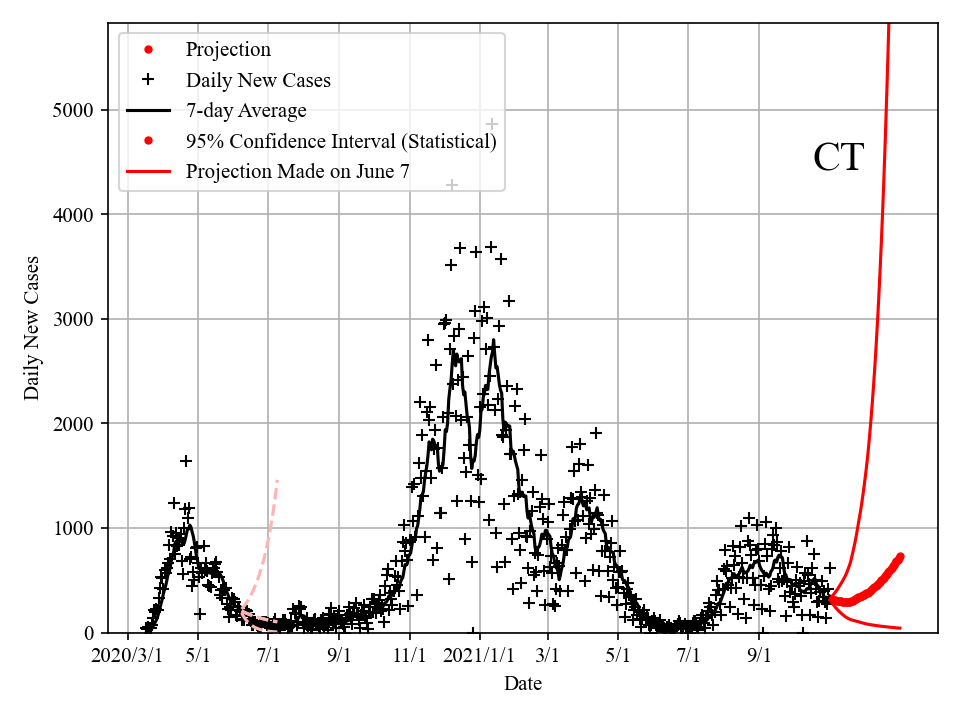 Projection
Daily New Cases
7-day Average
95% Confidence Interval (Statistical)
Projection Made on June 7
CT
5000
4000
3000
2000
1000
0
Daily New Cases
2020/3/1 5/1 7/1 9/1 11/1 2021/1/1 3/1 5/1 7/1 9/1
Date